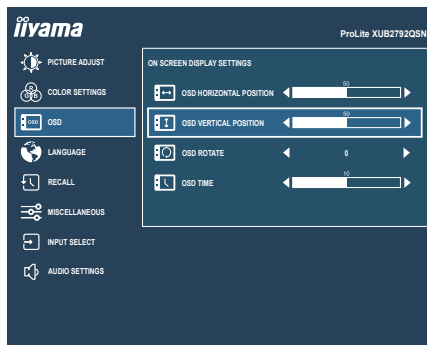 iiyama
ProLite XUB2792QSN
PICTURE ADJUST
COLOR SETTINGS
OSD
OSD
LANGUAGE
RECALL
MISCELLANEOUS
INPUT SELECT
AUDIO SETTINGS
ON SCREEN DISPLAY SETTINGS
OSD HORIZONTAL POSITION
50
OSD VERTICAL POSITION
50
OSD ROTATE
0
OSD TIME
10